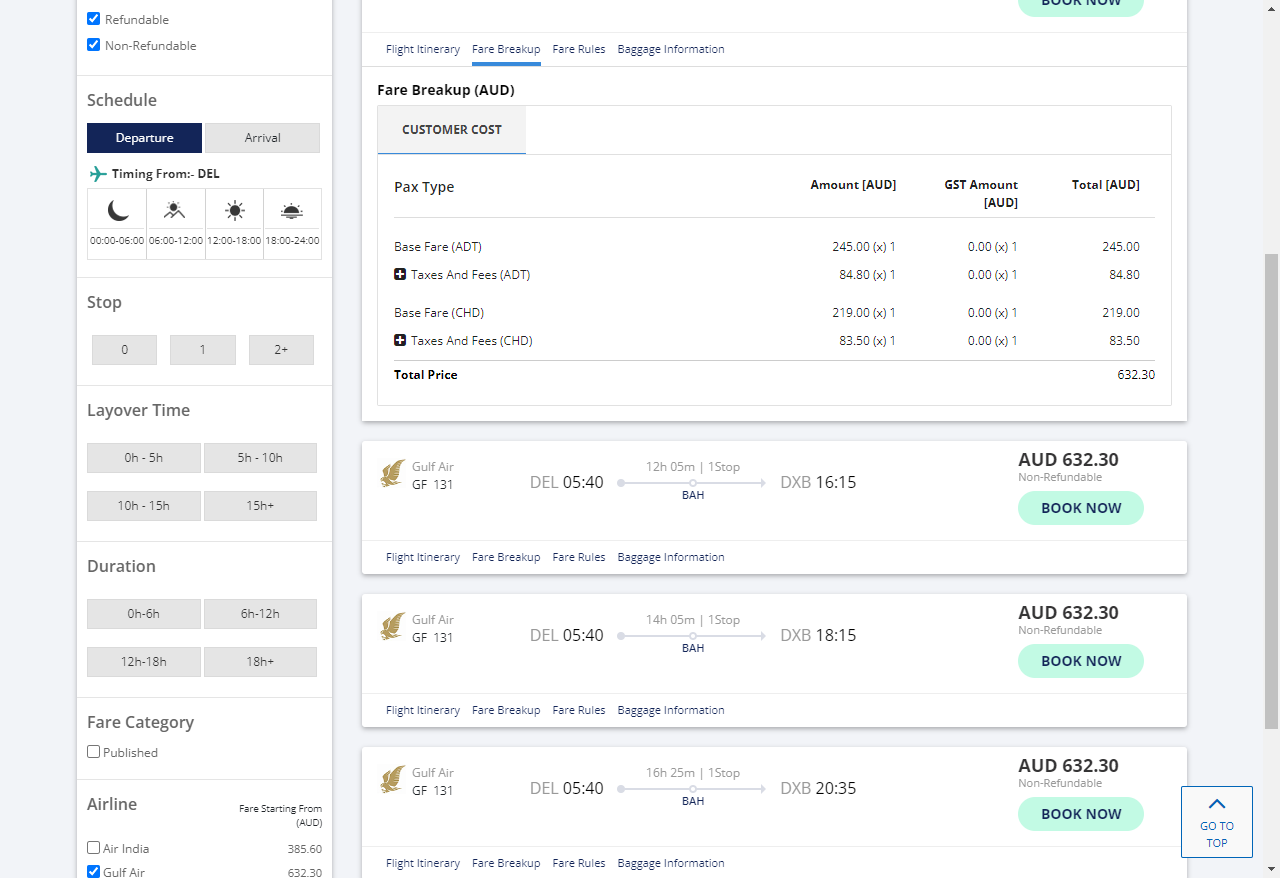 Refundable
Non-Refundable
Schedule
Departure Arrival
Timing From:- DEL
00:00-06:00 06:00-12:00 12:00-18:00 18:00-24:00
Stop
0 1 2+
Layover Time
0h - 5h 5h - 10h
10h - 15h 15h+
Duration
0h-6h 6h-12h
12h-18h 18h+
Fare Category
Published
Airline Fare Starting From
(AUD)
Air India 385.60
Gulf Air 632.30
BOOK NOW
Flight Itinerary Fare Breakup Fare Rules Baggage Information
Fare Breakup (AUD)
CUSTOMER COST
Pax Type Amount [AUD] GST Amount Total [AUD]
[AUD]
Base Fare (ADT) 245.00 (x) 1 0.00 (x) 1 245.00
Taxes And Fees (ADT) 84.80 (x) 1 0.00 (x) 1 84.80
Base Fare (CHD) 219.00 (x) 1 0.00 (x) 1 219.00
Taxes And Fees (CHD) 83.50 (x) 1 0.00 (x) 1 83.50
Total Price 632.30
Gulf Air 12h 05m | 1Stop AUD 632.30
GF 131 DEL 05:40 DXB 16:15 Non-Refundable
BAH BOOK NOW
Flight Itinerary Fare Breakup Fare Rules Baggage Information
Gulf Air 14h 05m | 1Stop AUD 632.30
GF 131 DEL 05:40 DXB 18:15 Non-Refundable
BAH BOOK NOW
Flight Itinerary Fare Breakup Fare Rules Baggage Information
Gulf Air 16h 25m | 1Stop AUD 632.30
GF 131 DEL 05:40 DXB 20:35 Non-Refundable
BAH BOOK NOW
Flight Itinerary Fare Breakup Fare Rules Baggage Information
GO TO
TOP